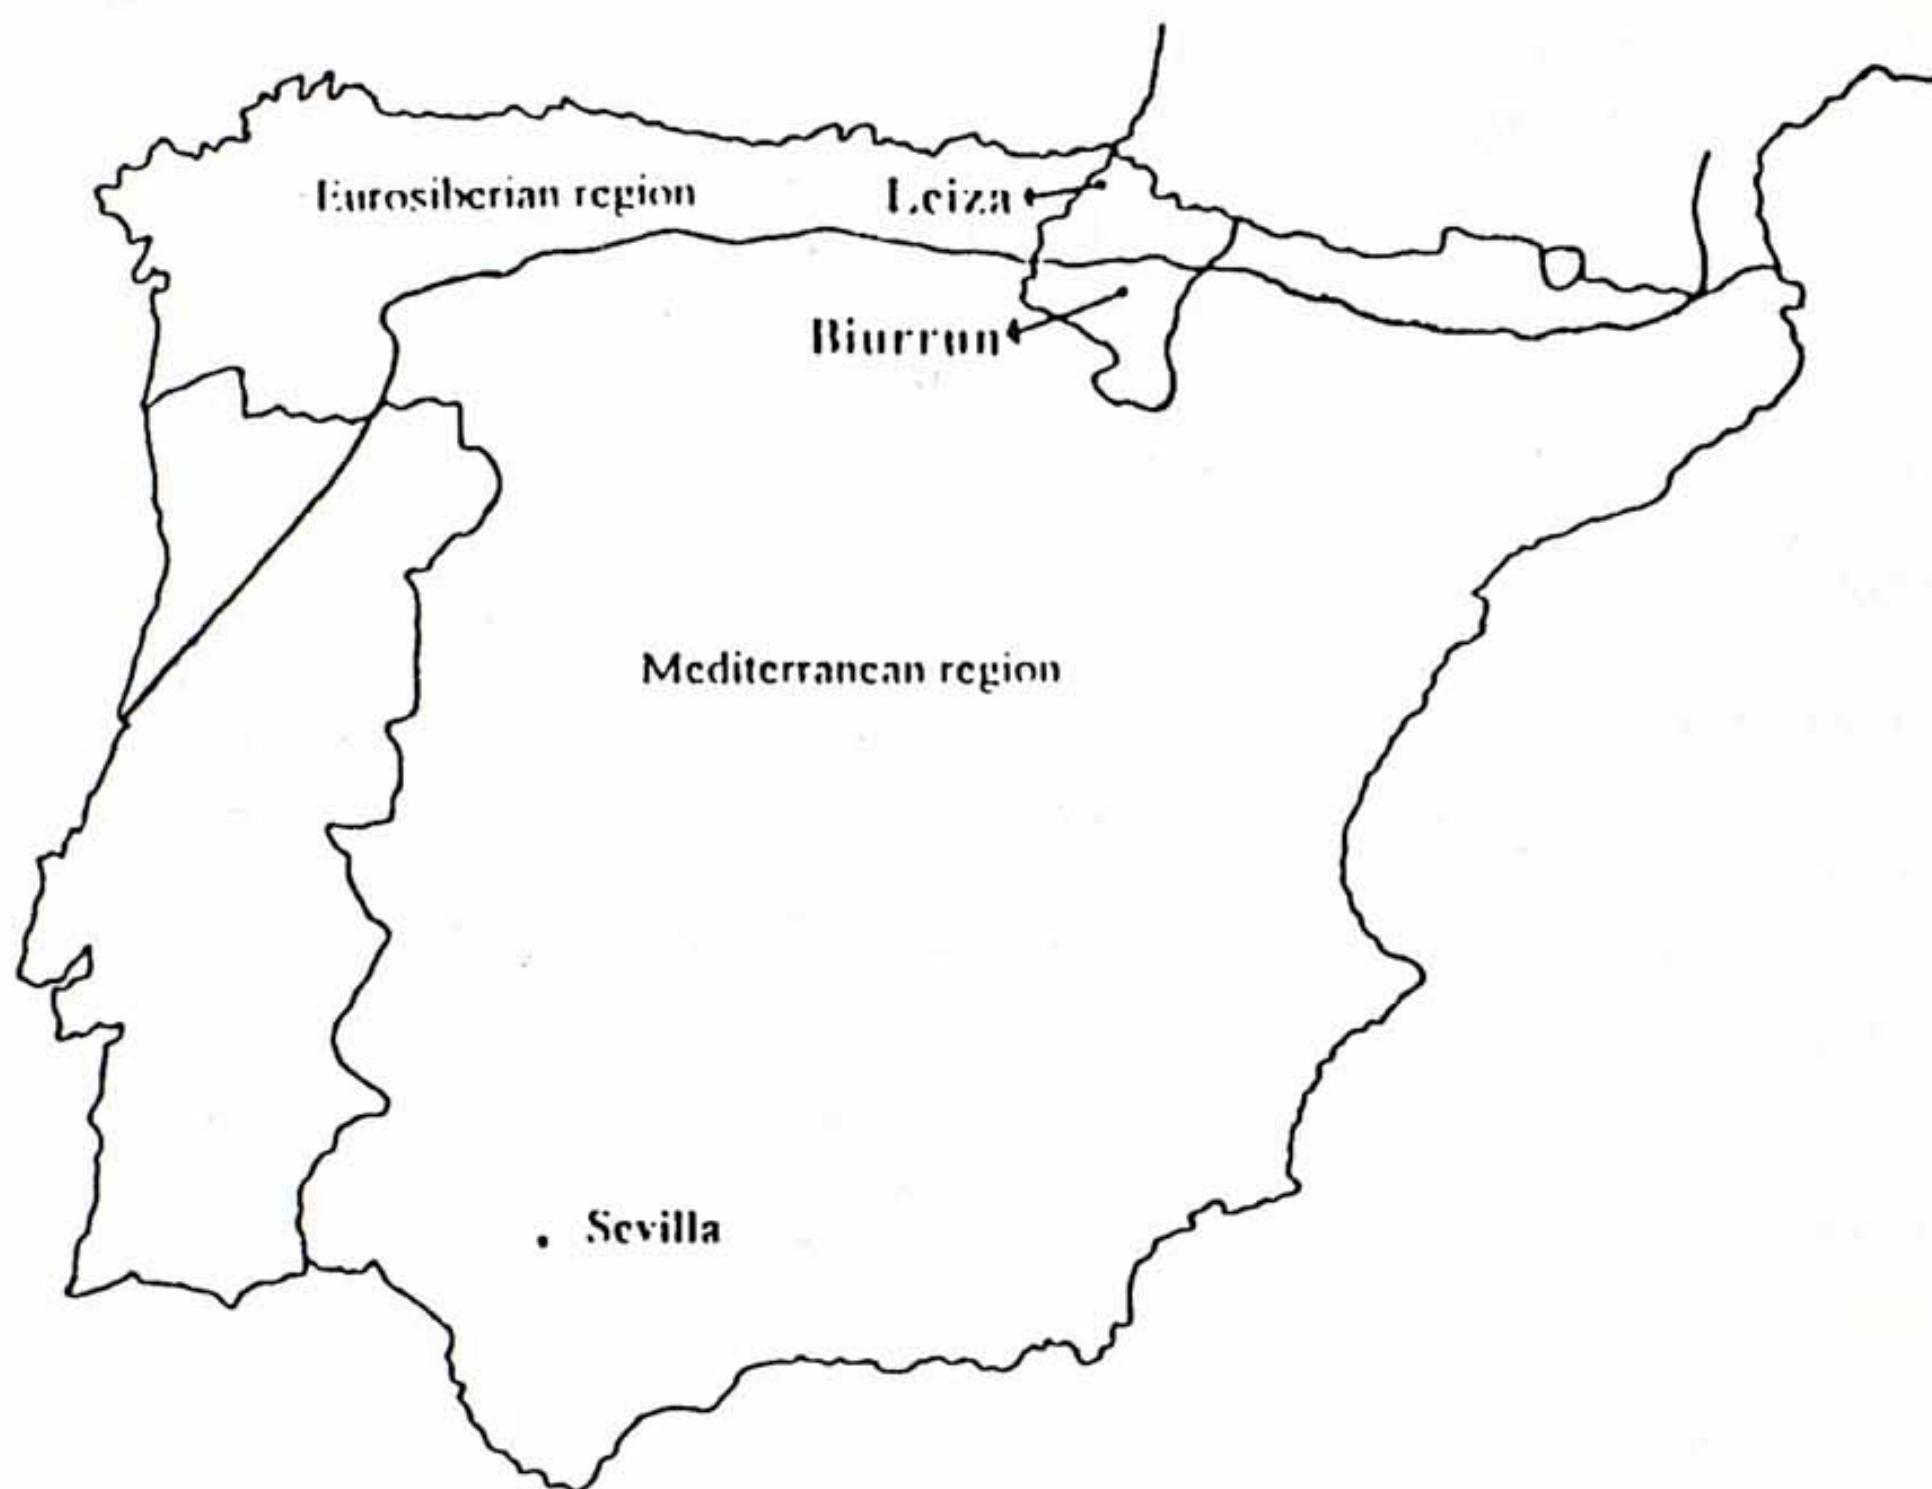 Eurosiberian region
Leiza
Biurrun
Mediterranean region
Sevilla